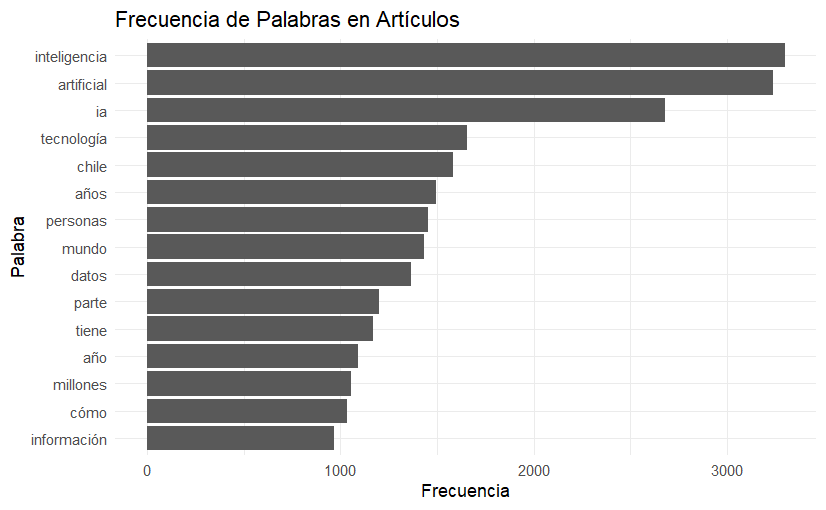 Frecuencia de Palabras en Artículos
inteligencia
artificial
ia
tecnología
chile
años
personas
mundo
datos
parte
tiene
año
millones
cómo
información
Palabra
0 1000 2000 3000
Frecuencia